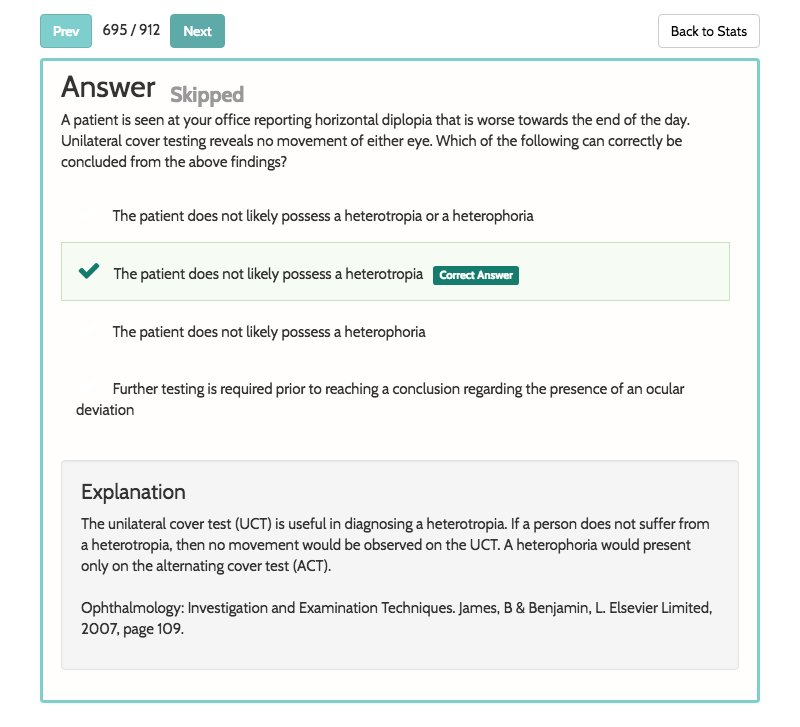 Prev 695 / 912 Next Back to Stats
Answer Skipped
A patient is seen at your office reporting horizontal diplopia that is worse towards the end of the day.
Unilateral cover testing reveals no movement of either eye. Which of the following can correctly be
concluded from the above findings?
The patient does not likely possess a heterotropia or a heterophoria
The patient does not likely possess a heterotropia Correct Answer
The patient does not likely possess a heterophoria
Further testing is required prior to reaching a conclusion regarding the presence of an ocular
deviation
Explanation
The unilateral cover test (UCT) is useful in diagnosing a heterotropia. If a person does not suffer from
a heterotropia, then no movement would be observed on the UCT. A heterophoria would present
only on the alternating cover test (ACT).
Ophthalmology: Investigation and Examination Techniques. James, B & Benjamin, L. Elsevier Limited,
2007, page 109.